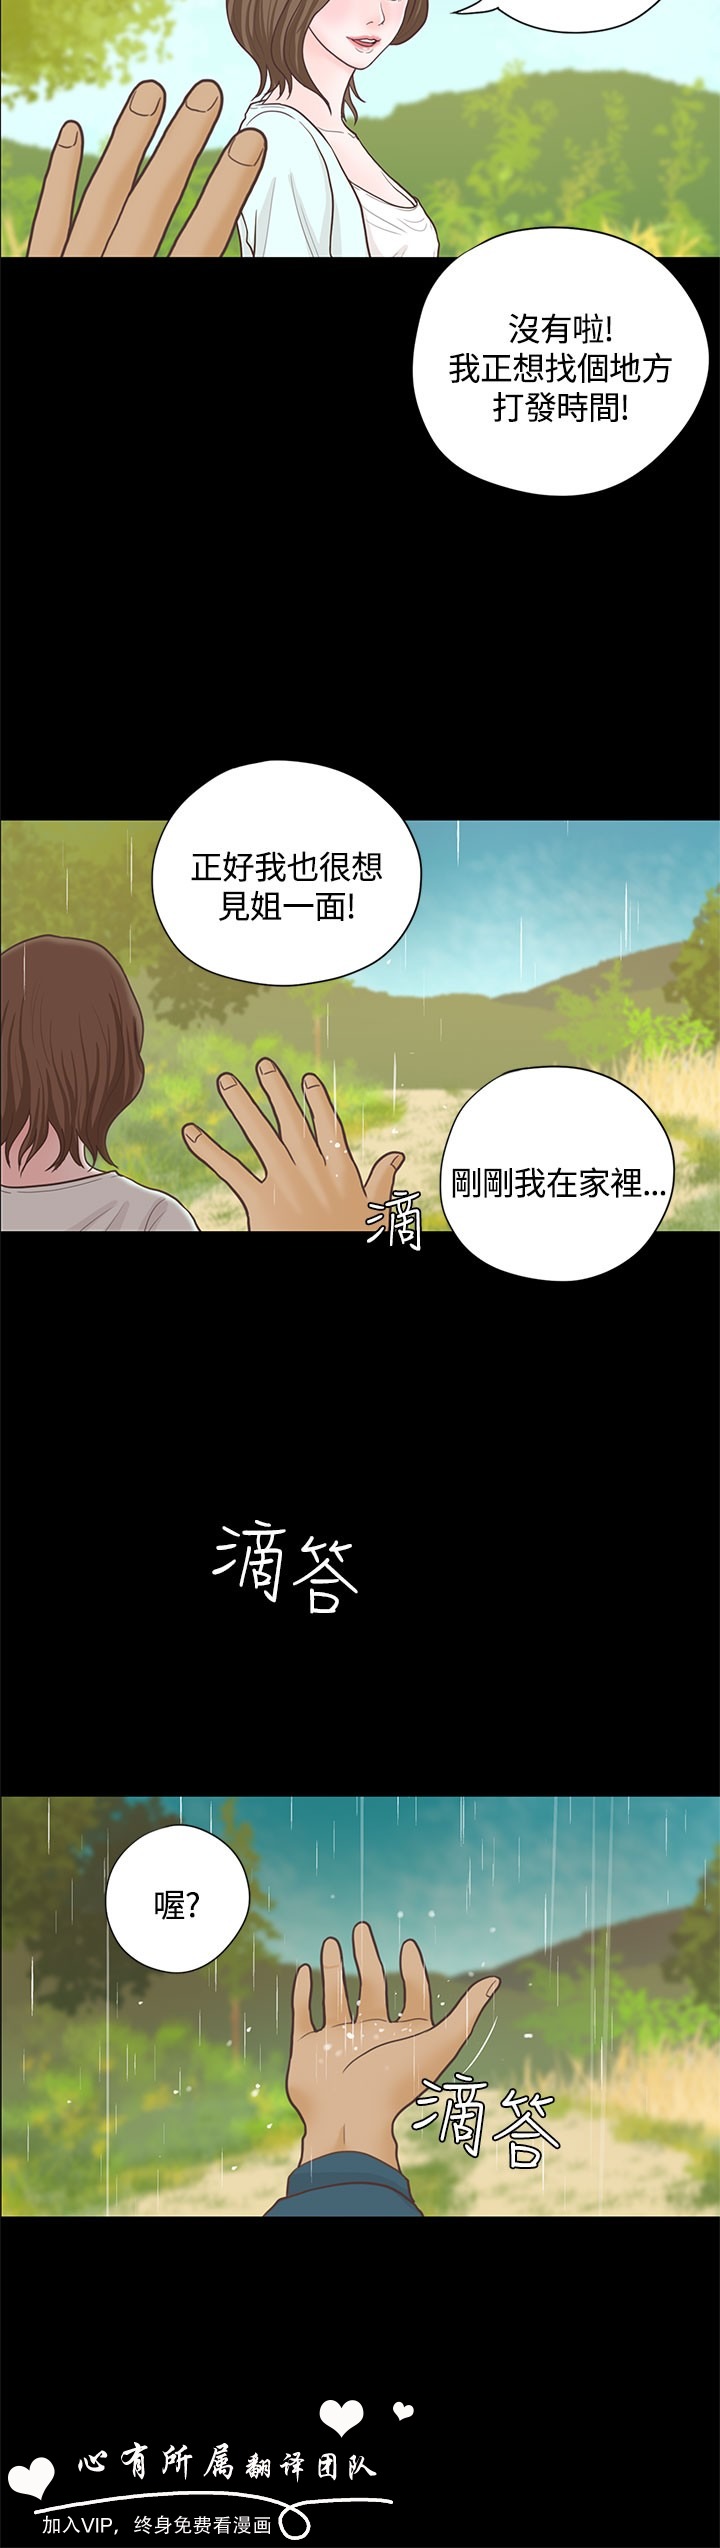 沒有啦!
我正想找個地方
打發時間!
正好我也很想
見姐一面!
剛剛我在家裡...
滴
滴答
喔?
滴答
心有所属翻译团队
加入VIP，终身免费看漫画